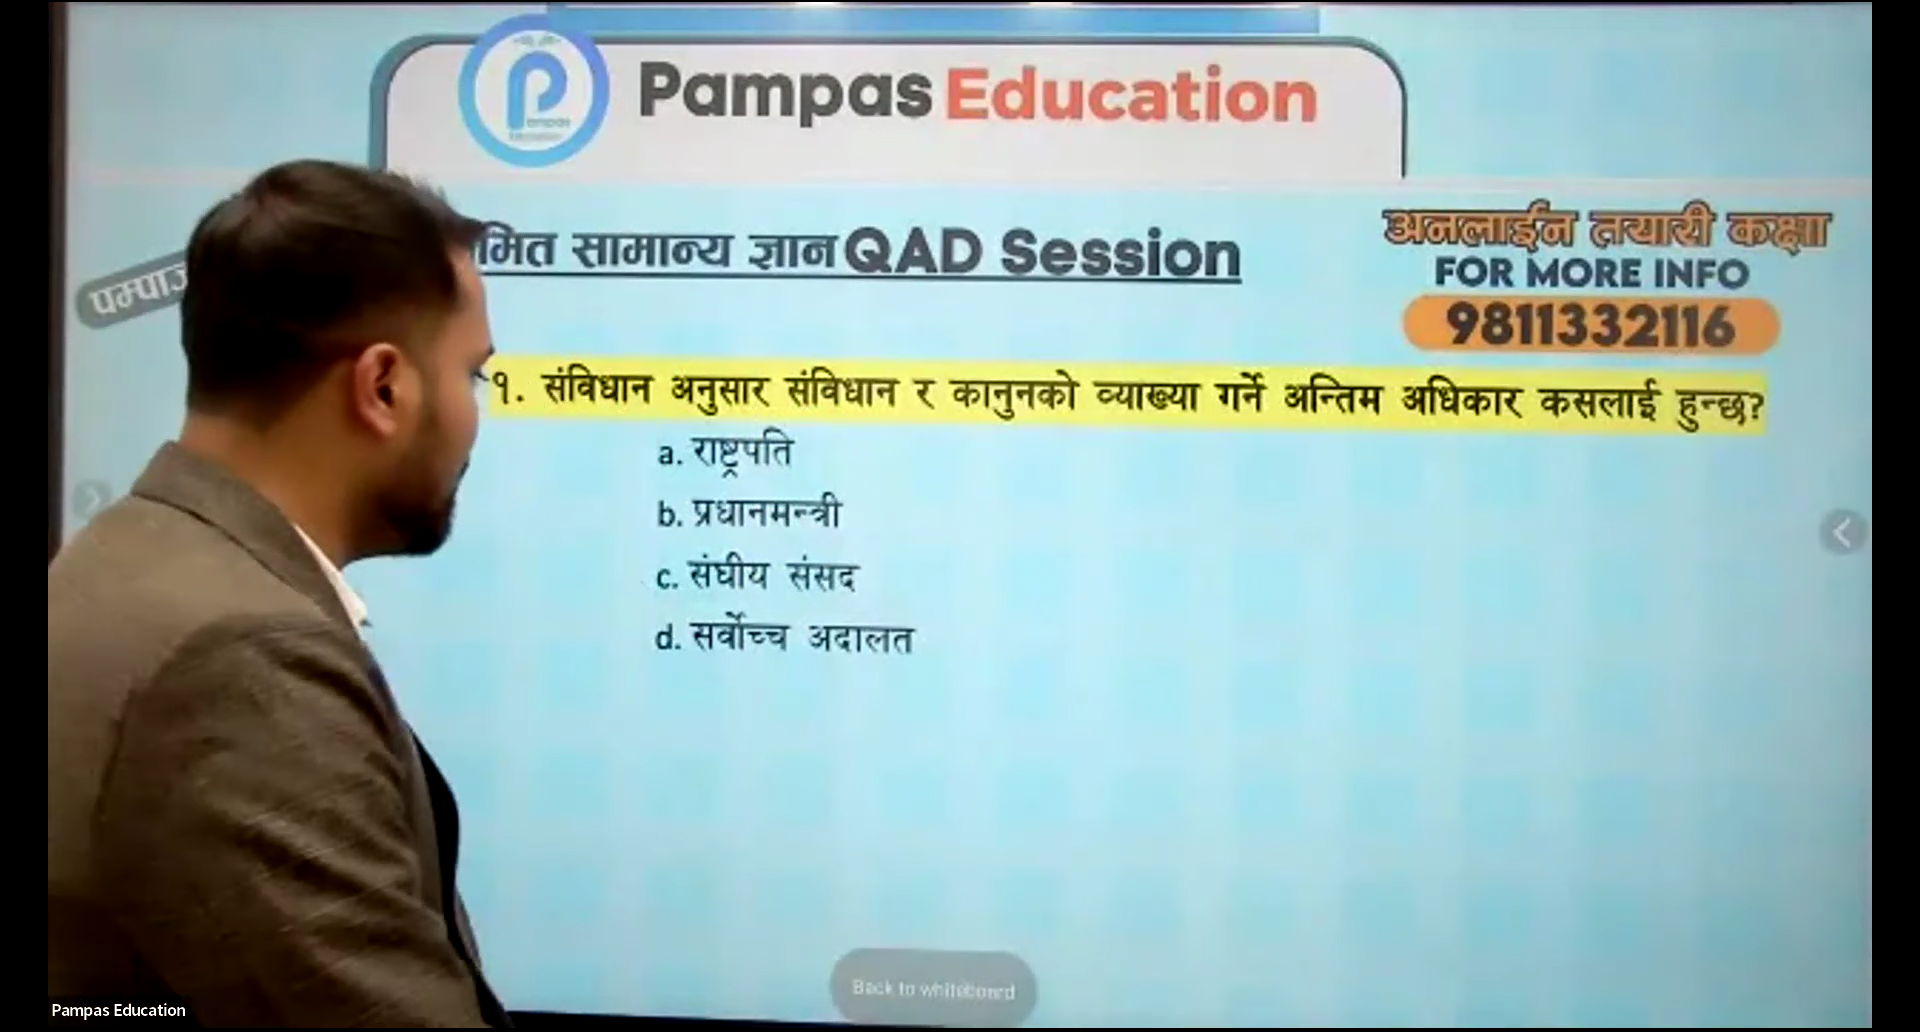 Pampas Education
मित सामान्य ज्ञान QAD Session
अनलाईन तयारी कक्षा
FOR MORE INFO
9811332116
पम्पाज
१. संविधान अनुसार संविधान र कानुनको व्याख्या गर्ने अन्तिम अधिकार कसलाई हुन्छ?
a. राष्ट्रपति
b. प्रधानमन्त्री
c. संघीय संसद
d. सर्वोच्च अदालत
Back to whiteboard
Pampas Education